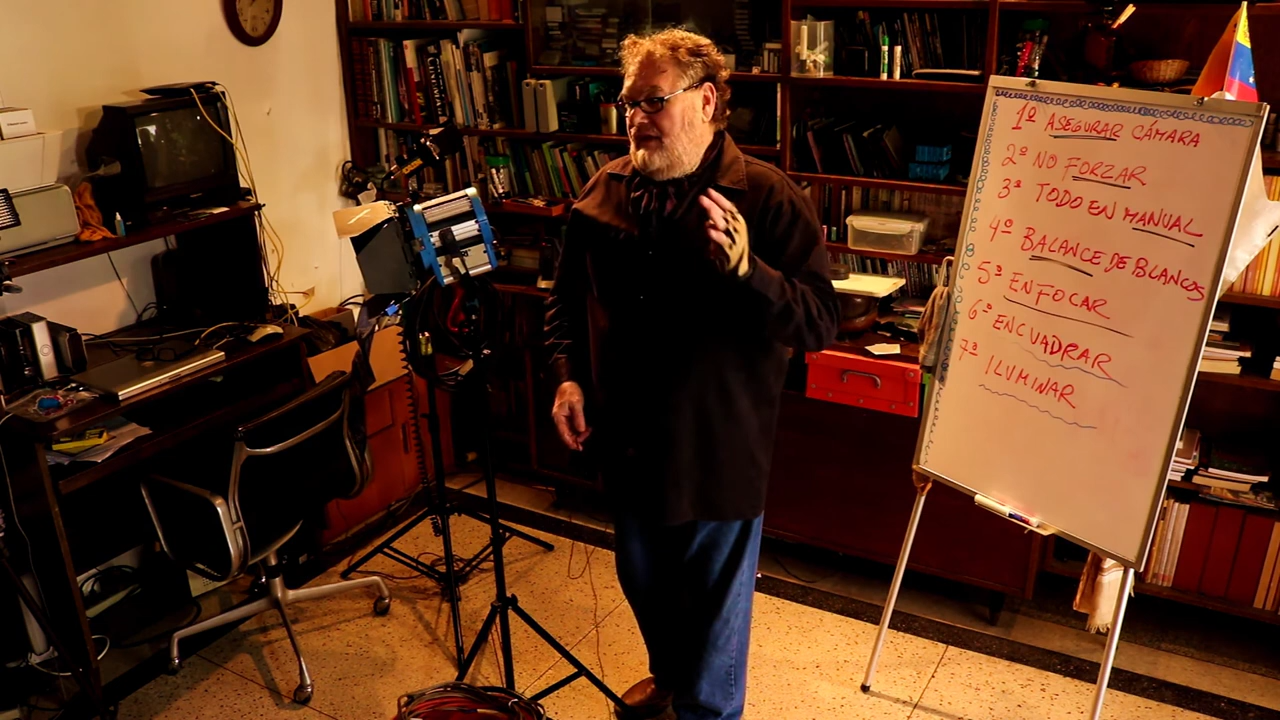 1º ASEGURAR CÁMARA
2º NO FORZAR
3º TODO EN MANUAL
4º BALANCE DE BLANCOS
5º ENFOCAR
6º ENCUADRAR
7º ILUMINAR